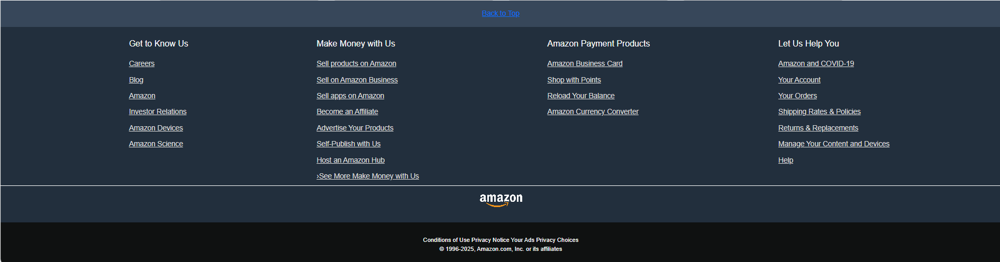 Back to Top
Get to Know Us
Careers
Blog
Amazon
Investor Relations
Amazon Devices
Amazon Science
Make Money with Us
Sell products on Amazon
Sell on Amazon Business
Sell apps on Amazon
Become an Affiliate
Advertise Your Products
Self-Publish with Us
Host an Amazon Hub
›See More Make Money with Us
Amazon Payment Products
Amazon Business Card
Shop with Points
Reload Your Balance
Amazon Currency Converter
Let Us Help You
Amazon and COVID-19
Your Account
Your Orders
Shipping Rates & Policies
Returns & Replacements
Manage Your Content and Devices
Help
amazon
Conditions of Use Privacy Notice Your Ads Privacy Choices
© 1996-2025, Amazon.com, Inc. or its affiliates